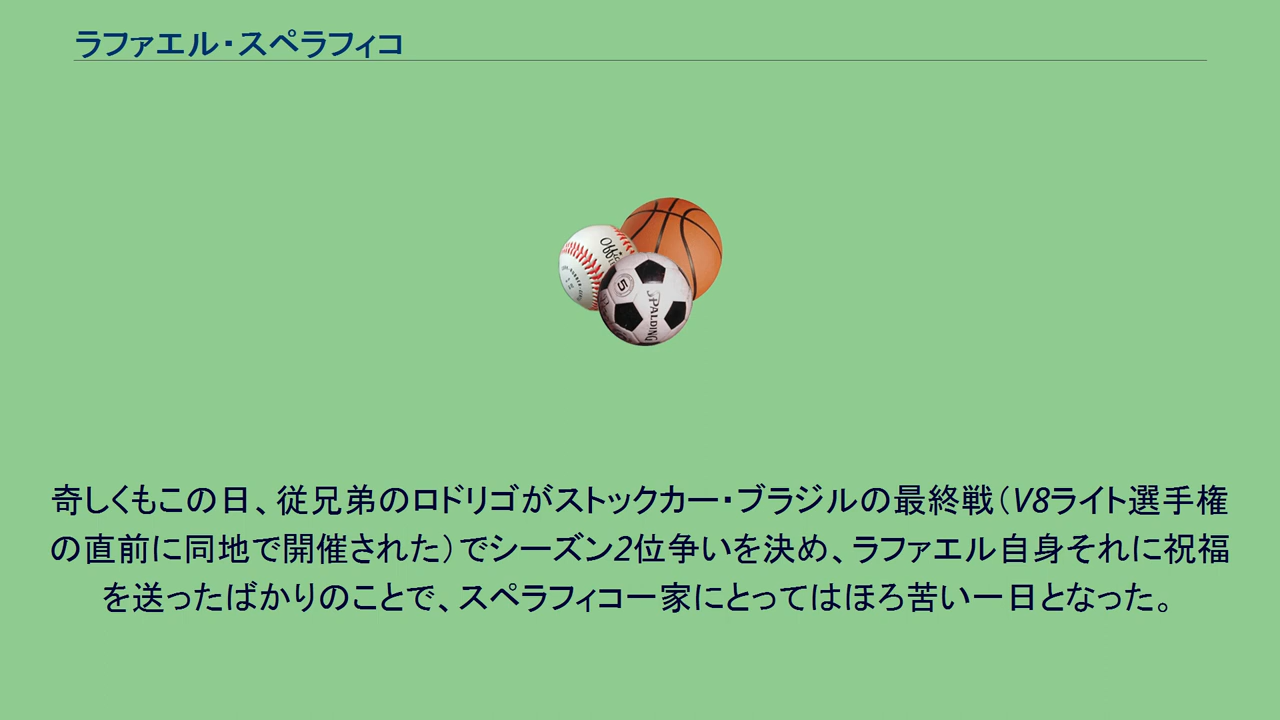 ラファエル・スペラフィコ
Offici
5
SPALDING
奇しくもこの日、従兄弟のロドリゴがストックカー・ブラジルの最終戦（V8ライト選手権
の直前に同地で開催された）でシーズン2位争いを決め、ラファエル自身それに祝福
を送ったばかりのことで、スペラフィコ一家にとってはほろ苦い一日となった。